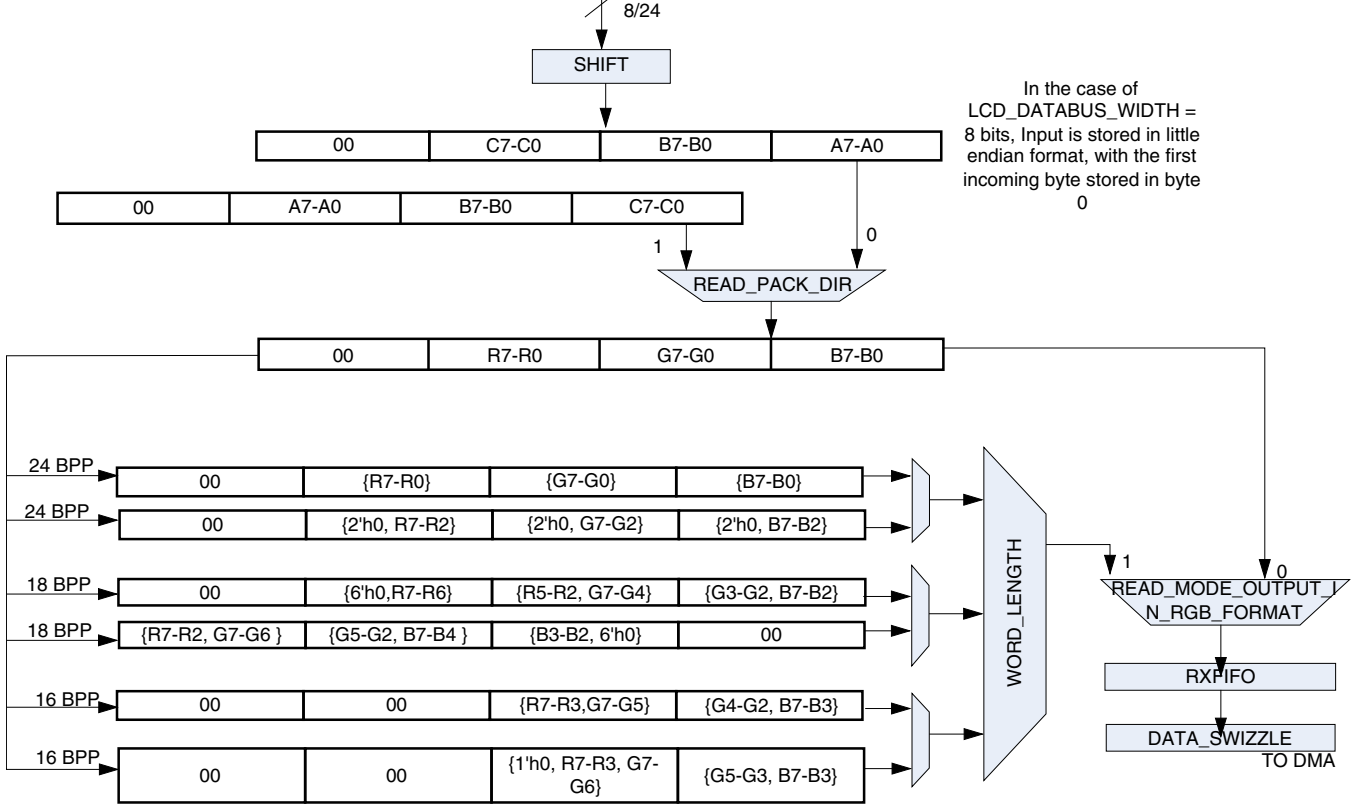 8/24
SHIFT
In the case of
LCD_DATABUS_WIDTH =
8 bits, Input is stored in little
endian format, with the first
incoming byte stored in byte
0
00 C7-C0 B7-B0 A7-A0
00 A7-A0 B7-B0 C7-C0
1 0
READ_PACK_DIR
00 R7-R0 G7-G0 B7-B0
24 BPP 00 {R7-R0} {G7-G0} {B7-B0}
24 BPP 00 {2'h0, R7-R2} {2'h0, G7-G2} {2'h0, B7-B2}
18 BPP 00 {6'h0,R7-R6} {R5-R2, G7-G4} {G3-G2, B7-B2}
18 BPP {R7-R2, G7-G6 } {G5-G2, B7-B4 } {B3-B2, 6'h0} 00
16 BPP 00 00 {R7-R3,G7-G5} {G4-G2, B7-B3}
16 BPP 00 00 {1'h0, R7-R3, G7-
G6} {G5-G3, B7-B3}
WORD_LENGTH
1 0
READ_MODE_OUTPUT_I
N_RGB_FORMAT
RXFIFO
DATA_SWIZZLE
TO DMA